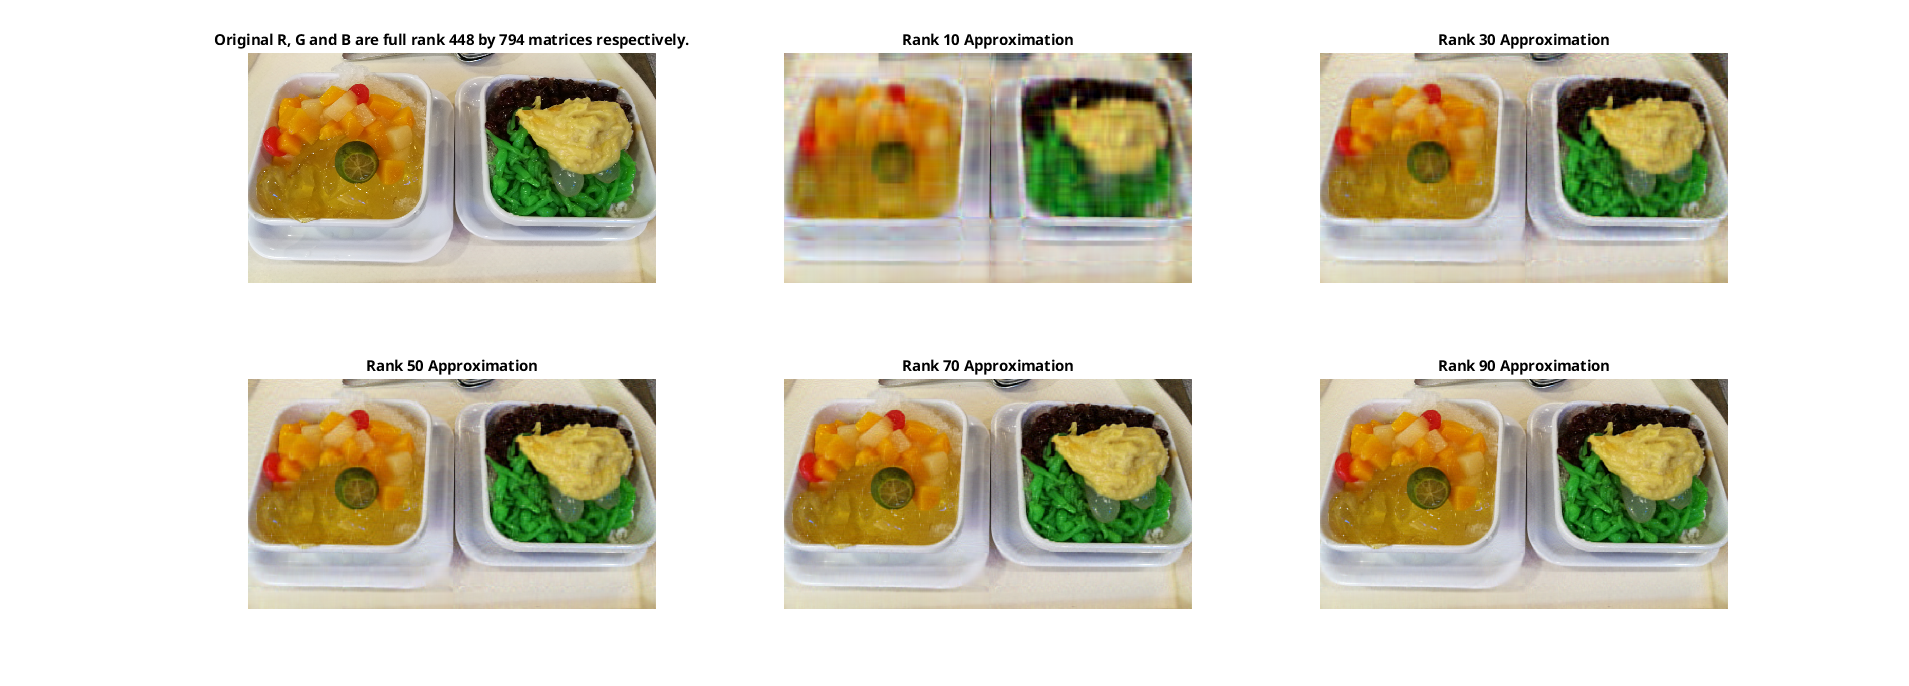 Original R, G and B are full rank 448 by 794 matrices respectively.
Rank 10 Approximation
Rank 30 Approximation
Rank 50 Approximation
Rank 70 Approximation
Rank 90 Approximation